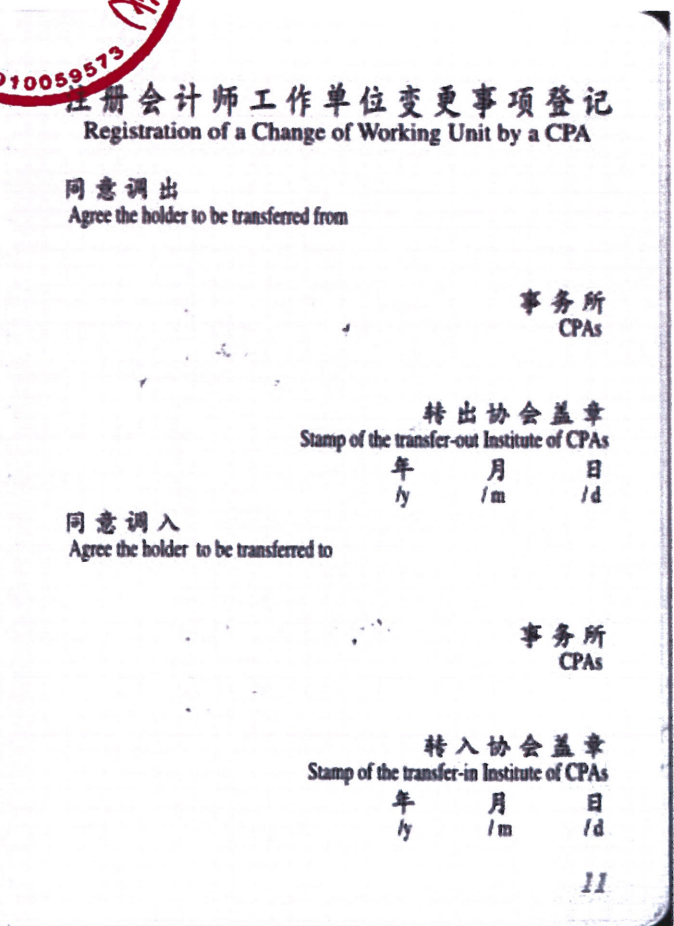 10059573
注册会计师工作单位变更事项登记
Registration of a Change of Working Unit by a CPA
同意调出
Agree the holder to be transferred from
事务所
CPAs
转出协会盖章
Stamp of the transfer-out Institute of CPAs
年 月 日
/y /m /d
同意调入
Agree the holder to be transferred to
事务所
CPAs
转入协会盖章
Stamp of the transfer-in Institute of CPAs
年 月 日
/y /m /d
11